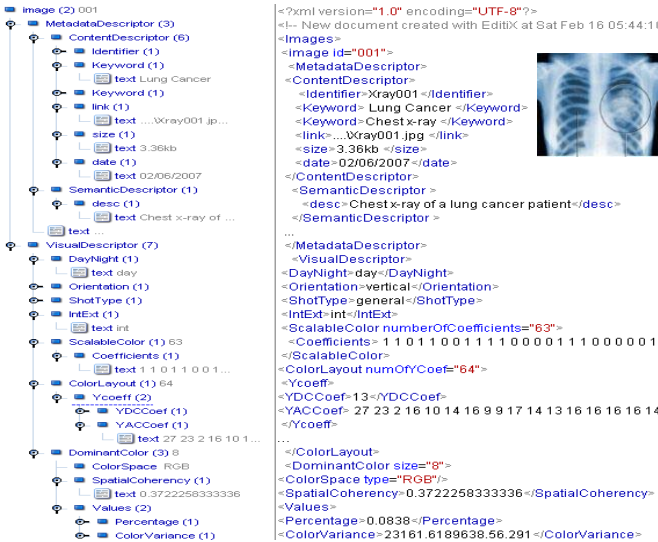 image (2) 001
MetadataDescriptor (3)
ContentDescriptor (6)
Identifier (1)
Keyword (1)
text Lung Cancer
Keyword (1)
link (1)
text ....\Xray001.jp...
size (1)
text 3.36kb
date (1)
text 02/06/2007
SemanticDescriptor (1)
desc (1)
text Chest x-ray of ...
text ...
VisualDescriptor (7)
DayNight (1)
text day
Orientation (1)
ShotType (1)
IntExt (1)
text int
ScalableColor (1) 63
Coefficients (1)
text 1 1 0 1 1 0 0 1...
ColorLayout (1) 64
Ycoeff (2)
YDCCoef (1)
YACCoef (1)
text 27 23 2 16 10 1...
DominantColor (3) 8
ColorSpace RGB
SpatialCoherency (1)
text 0.3722258333336
Values (2)
Percentage (1)
ColorVariance (1)
<?xml version="1.0" encoding="UTF-8"?>
<!-- New document created with EditiX at Sat Feb 16 05:44:10
<Images>
<image id="001">
<MetadataDescriptor>
<ContentDescriptor>
<Identifier>Xray001</Identifier>
<Keyword> Lung Cancer </Keyword>
<Keyword>Chest x-ray </Keyword>
<link>....\Xray001.jpg </link>
<size>3.36kb </size>
<date>02/06/2007</date>
</ContentDescriptor>
<SemanticDescriptor >
<desc>Chest x-ray of a lung cancer patient</desc>
</SemanticDescriptor >
...
</MetadataDescriptor>
<VisualDescriptor>
<DayNight>day</DayNight>
<Orientation>vertical</Orientation>
<ShotType>general</ShotType>
<IntExt>int</IntExt>
<ScalableColor numberOfCoefficients="63">
<Coefficients> 1 1 0 1 1 0 0 1 1 1 1 0 0 0 0 1 1 1 0 0 0 0 0 1
</ScalableColor>
<ColorLayout numOfYCoef="64">
<Ycoeff>
<YDCCoef>13</YDCCoef>
<YACCoef> 27 23 2 16 10 14 16 9 9 17 14 13 16 16 16 16 14
</Ycoeff>
...
</ColorLayout>
<DominantColor size="8">
<ColorSpace type="RGB"/>
<SpatialCoherency>0.3722258333336</SpatialCoherency>
<Values>
<Percentage>0.0838</Percentage>
<ColorVariance>23161.6189638.56.291</ColorVariance>